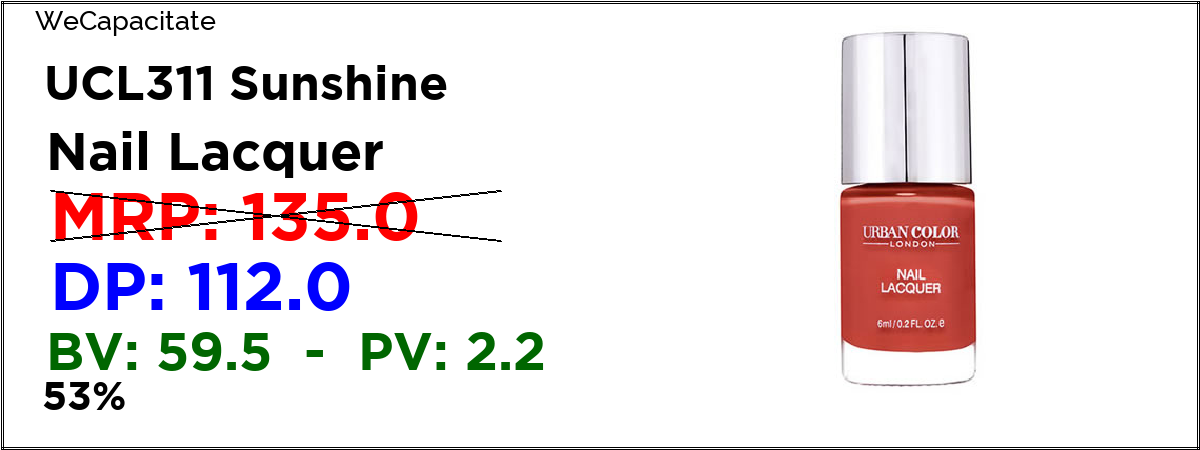 WeCapacitate
UCL311 Sunshine
Nail Lacquer
MRP: 135.0
DP: 112.0
BV: 59.5 - PV: 2.2
53%
URBAN COLOR
LONDON
NAIL
LACQUER
6ml/0.2 FL. OZ. e